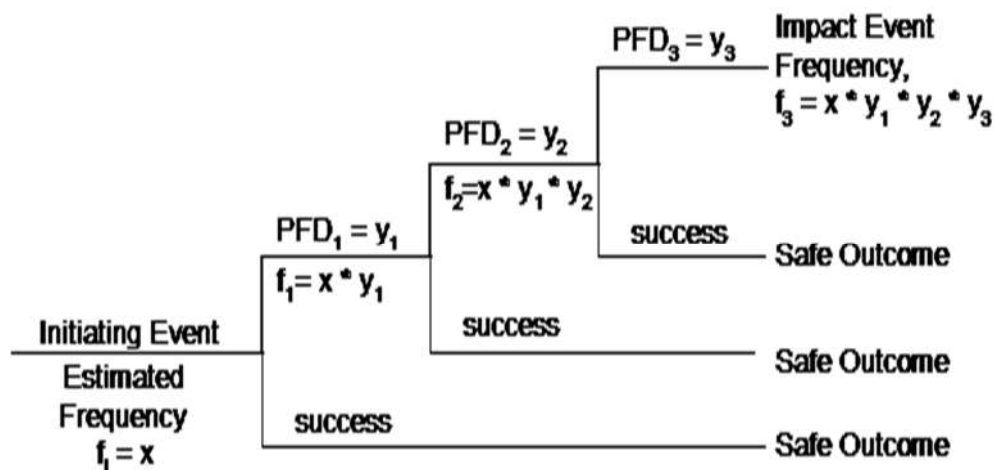 Impact Event
PFD₃ = y₃
Frequency,
f₃ = x * y₁ * y₂ * y₃
PFD₂ = y₂
f₂=x * y₁ * y₂
success
Safe Outcome
PFD₁ = y₁
f₁= x * y₁
success
Initiating Event
Safe Outcome
Estimated
Frequency
fᵢ = x
success
Safe Outcome